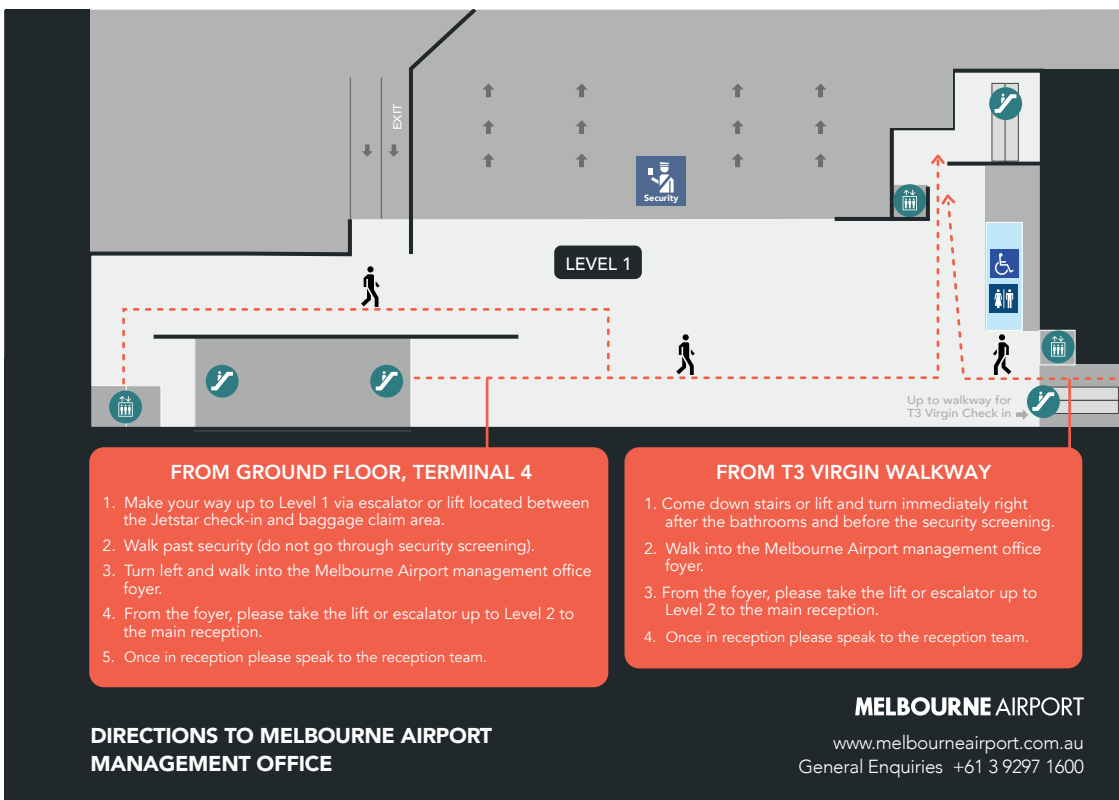 EXIT
Security
LEVEL 1
Up to walkway for
T3 Virgin Check in
FROM GROUND FLOOR, TERMINAL 4
1. Make your way up to Level 1 via escalator or lift located between
the Jetstar check-in and baggage claim area.
2. Walk past security (do not go through security screening).
3. Turn left and walk into the Melbourne Airport management office
foyer.
4. From the foyer, please take the lift or escalator up to Level 2 to
the main reception.
5. Once in reception please speak to the reception team.
FROM T3 VIRGIN WALKWAY
1. Come down stairs or lift and turn immediately right
after the bathrooms and before the security screening.
2. Walk into the Melbourne Airport management office
foyer.
3. From the foyer, please take the lift or escalator up to
Level 2 to the main reception.
4. Once in reception please speak to the reception team.
DIRECTIONS TO MELBOURNE AIRPORT
MANAGEMENT OFFICE
MELBOURNE AIRPORT
www.melbourneairport.com.au
General Enquiries +61 3 9297 1600